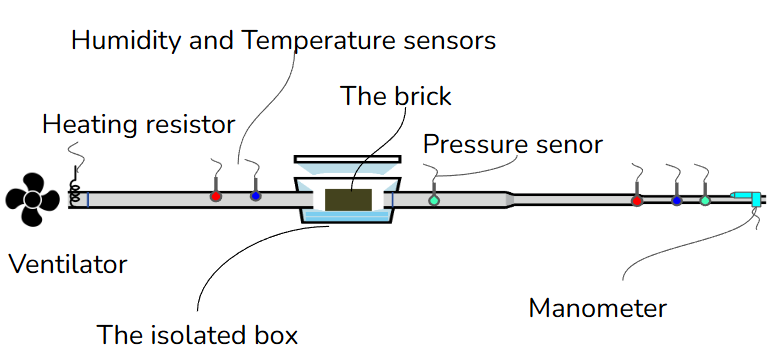 Humidity and Temperature sensors
The brick
Heating resistor
Pressure senor
Ventilator
Manometer
The isolated box